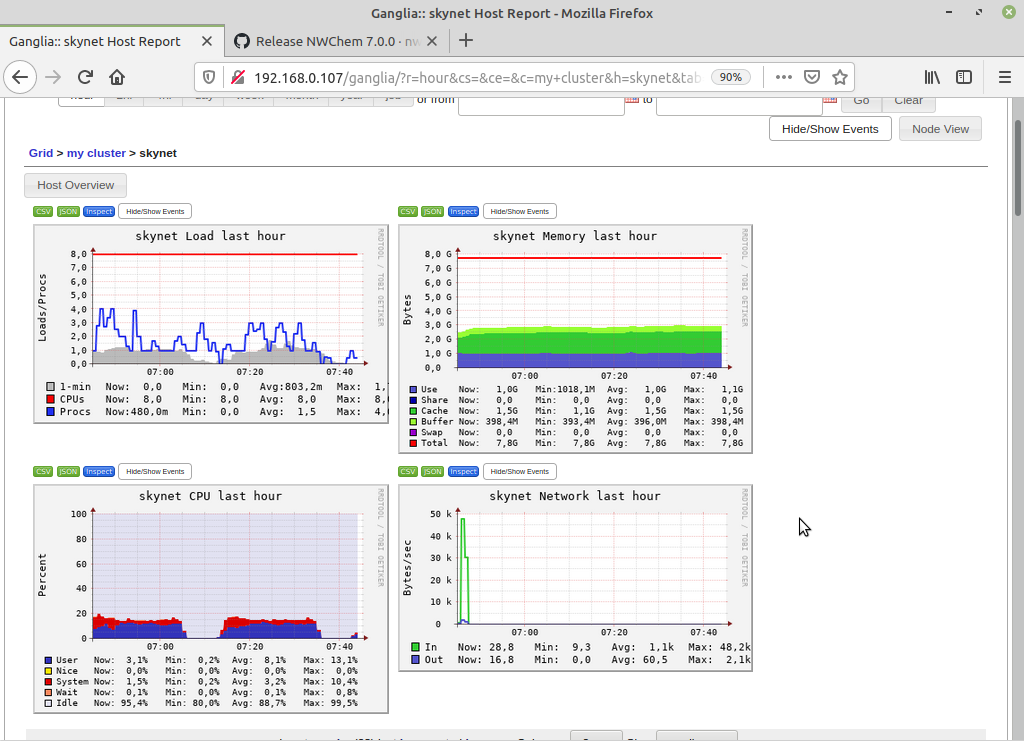 Ganglia:: skynet Host Report - Mozilla Firefox
Ganglia:: skynet Host Report
Release NWChem 7.0.0 · nw
192.168.0.107/ganglia/?r=hour&cs=&ce=&c=my+cluster&h=skynet&tab
90%
or from to Go Clear
Hide/Show Events Node View
Grid > my cluster > skynet
Host Overview
CSV JSON Inspect Hide/Show Events
skynet Load last hour
RRDTOOL / TOBI OETIKER
Loads/Procs
8,0
7,0
6,0
5,0
4,0
3,0
2,0
1,0
0,0
07:00 07:20 07:40
1-min Now: 0,0 Min: 0,0 Avg:803,2m Max: 1,
CPUs Now: 8,0 Min: 8,0 Avg: 8,0 Max: 8,
Procs Now:480,0m Min: 0,0 Avg: 1,5 Max: 4,
CSV JSON Inspect Hide/Show Events
skynet Memory last hour
RRDTOOL / TOBI OETIKER
Bytes
8,0 G
7,0 G
6,0 G
5,0 G
4,0 G
3,0 G
2,0 G
1,0 G
0,0
07:00 07:20 07:40
Use Now: 1,0G Min:1018,1M Avg: 1,0G Max: 1,1G
Share Now: 0,0 Min: 0,0 Avg: 0,0 Max: 0,0
Cache Now: 1,5G Min: 1,1G Avg: 1,5G Max: 1,5G
Buffer Now: 398,4M Min: 393,4M Avg: 396,0M Max: 398,4M
Swap Now: 0,0 Min: 0,0 Avg: 0,0 Max: 0,0
Total Now: 7,8G Min: 7,8G Avg: 7,8G Max: 7,8G
CSV JSON Inspect Hide/Show Events
skynet CPU last hour
RRDTOOL / TOBI OETIKER
Percent
100
80
60
40
20
0
07:00 07:20 07:40
User Now: 3,1% Min: 0,2% Avg: 8,1% Max: 13,1%
Nice Now: 0,0% Min: 0,0% Avg: 0,0% Max: 0,0%
System Now: 1,5% Min: 0,2% Avg: 3,2% Max: 10,4%
Wait Now: 0,1% Min: 0,0% Avg: 0,1% Max: 0,8%
Idle Now: 95,4% Min: 80,0% Avg: 88,7% Max: 99,5%
CSV JSON Inspect Hide/Show Events
skynet Network last hour
RRDTOOL / TOBI OETIKER
Bytes/sec
50 k
40 k
30 k
20 k
10 k
0
07:00 07:20 07:40
In Now: 28,8 Min: 9,3 Avg: 1,1k Max: 48,2k
Out Now: 16,8 Min: 0,0 Avg: 60,5 Max: 2,1k